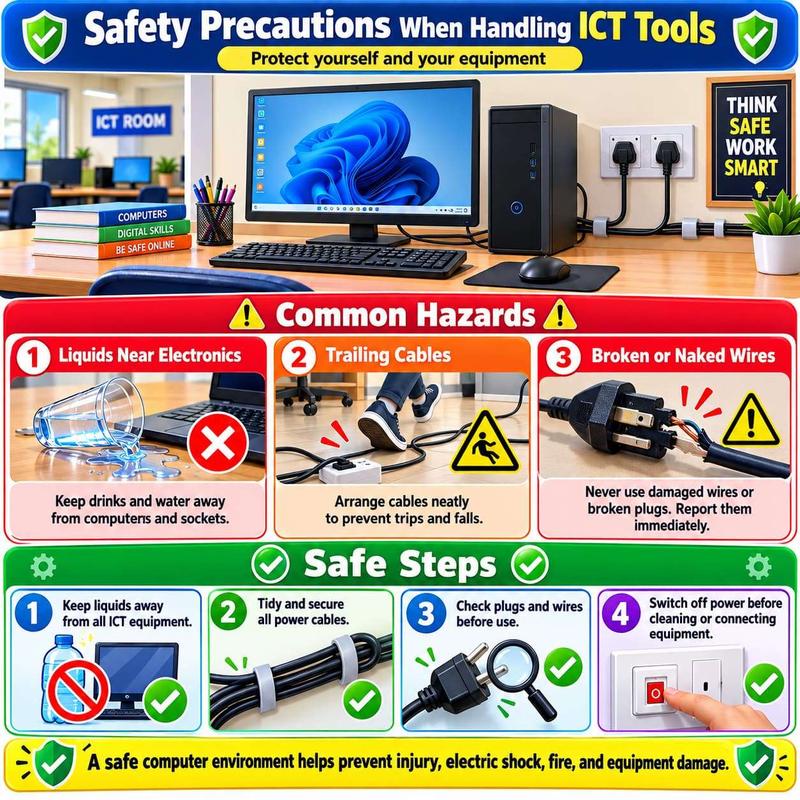 Safety Precautions When Handling ICT Tools
Protect yourself and your equipment
ICT ROOM
THINK
SAFE
WORK
SMART
COMPUTERS
DIGITAL SKILLS
BE SAFE ONLINE
Common Hazards
1 Liquids Near Electronics
Keep drinks and water away
from computers and sockets.
2 Trailing Cables
Arrange cables neatly
to prevent trips and falls.
3 Broken or Naked Wires
Never use damaged wires or
broken plugs. Report them
immediately.
Safe Steps
1 Keep liquids away
from all ICT equipment.
2 Tidy and secure
all power cables.
3 Check plugs and wires
before use.
4 Switch off power before
cleaning or connecting
equipment.
A safe computer environment helps prevent injury, electric shock, fire, and equipment damage.